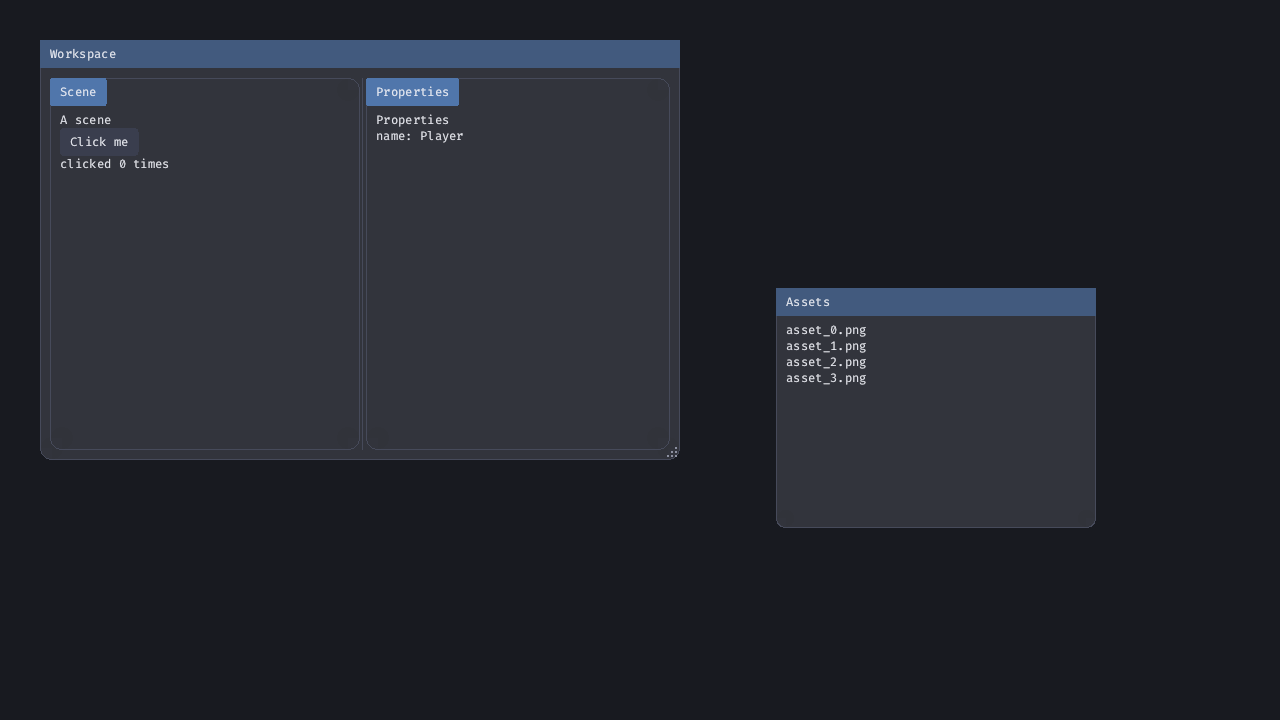 Workspace
Scene
A scene
Click me
clicked 0 times
Properties
Properties
name: Player
Assets
asset_0.png
asset_1.png
asset_2.png
asset_3.png